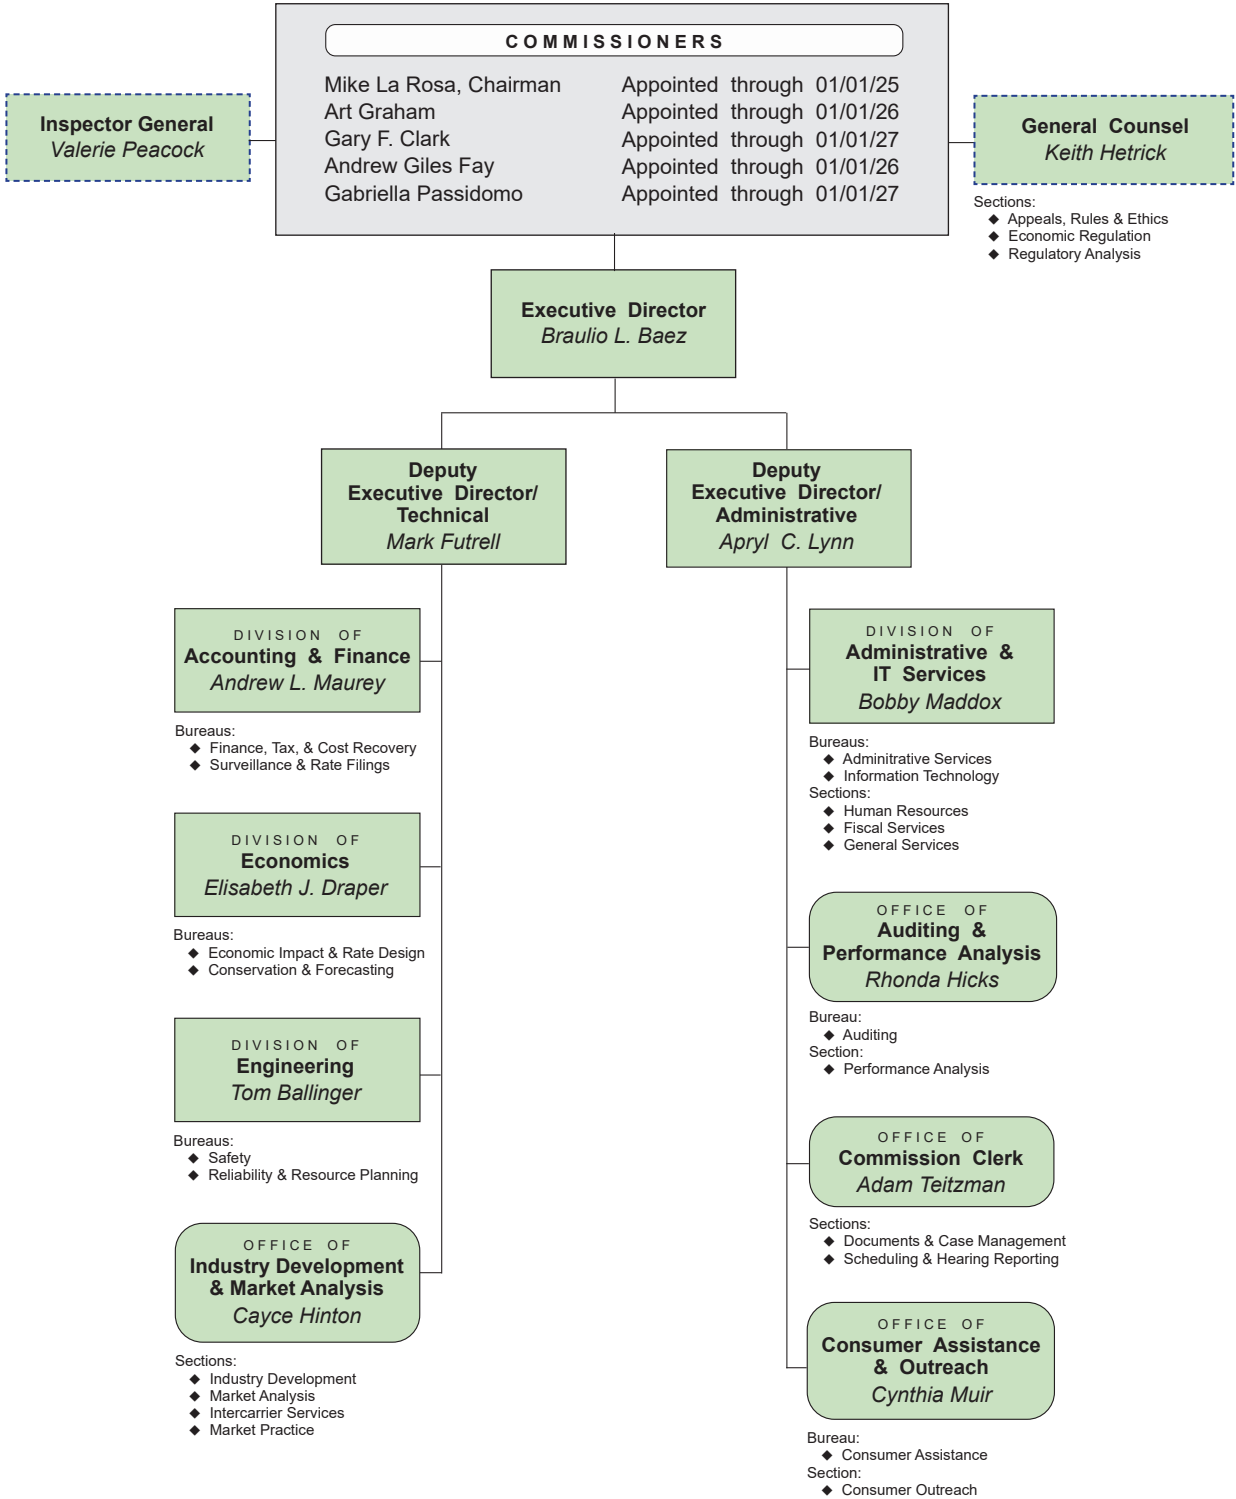 COMMISSIONERS
Mike La Rosa, Chairman Appointed through 01/01/25
Art Graham Appointed through 01/01/26
Gary F. Clark Appointed through 01/01/27
Andrew Giles Fay Appointed through 01/01/26
Gabriella Passidomo Appointed through 01/01/27
Inspector General
Valerie Peacock
General Counsel
Keith Hetrick
Sections:
◆ Appeals, Rules & Ethics
◆ Economic Regulation
◆ Regulatory Analysis
Executive Director
Braulio L. Baez
Deputy
Executive Director/
Technical
Mark Futrell
Deputy
Executive Director/
Administrative
Apryl C. Lynn
DIVISION OF
Accounting & Finance
Andrew L. Maurey
Bureaus:
◆ Finance, Tax, & Cost Recovery
◆ Surveillance & Rate Filings
DIVISION OF
Economics
Elisabeth J. Draper
Bureaus:
◆ Economic Impact & Rate Design
◆ Conservation & Forecasting
DIVISION OF
Engineering
Tom Ballinger
Bureaus:
◆ Safety
◆ Reliability & Resource Planning
OFFICE OF
Industry Development
& Market Analysis
Cayce Hinton
Sections:
◆ Industry Development
◆ Market Analysis
◆ Intercarrier Services
◆ Market Practice
DIVISION OF
Administrative &
IT Services
Bobby Maddox
Bureaus:
◆ Adminitrative Services
◆ Information Technology
Sections:
◆ Human Resources
◆ Fiscal Services
◆ General Services
OFFICE OF
Auditing &
Performance Analysis
Rhonda Hicks
Bureau:
◆ Auditing
Section:
◆ Performance Analysis
OFFICE OF
Commission Clerk
Adam Teitzman
Sections:
◆ Documents & Case Management
◆ Scheduling & Hearing Reporting
OFFICE OF
Consumer Assistance
& Outreach
Cynthia Muir
Bureau:
◆ Consumer Assistance
Section:
◆ Consumer Outreach